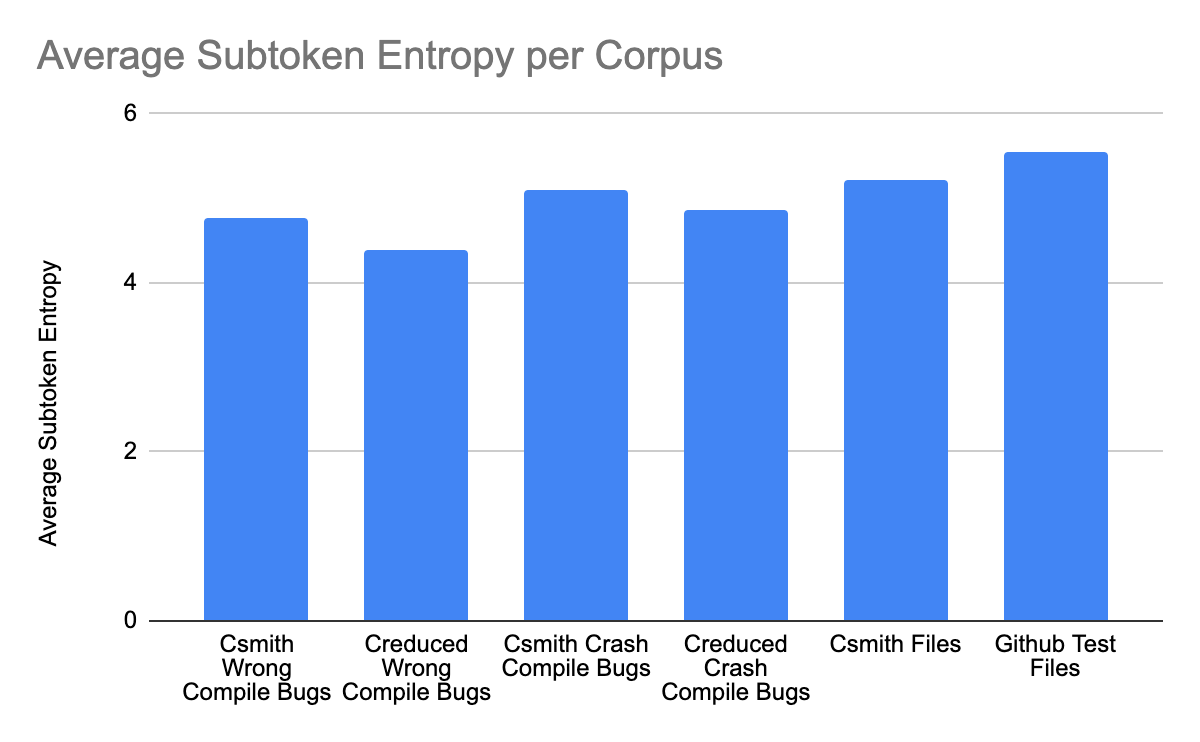 Average Subtoken Entropy per Corpus
Average Subtoken Entropy
6
4
2
0
Csmith
Wrong
Compile Bugs
Creduced
Wrong
Compile Bugs
Csmith Crash
Compile Bugs
Creduced
Crash
Compile Bugs
Csmith Files
Github Test
Files